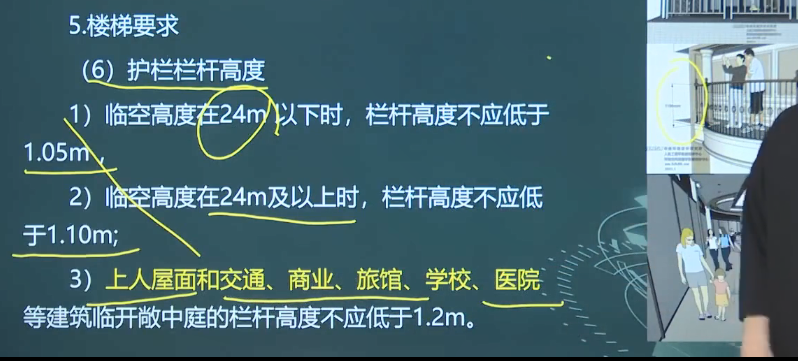 5.楼梯要求
（6）护栏栏杆高度
1）临空高度在24m以下时，栏杆高度不应低于
1.05m，
2）临空高度在24m及以上时，栏杆高度不应低
于1.10m;
3）上人屋面和交通、商业、旅馆、学校、医院
等建筑临开敞中庭的栏杆高度不应低于1.2m。